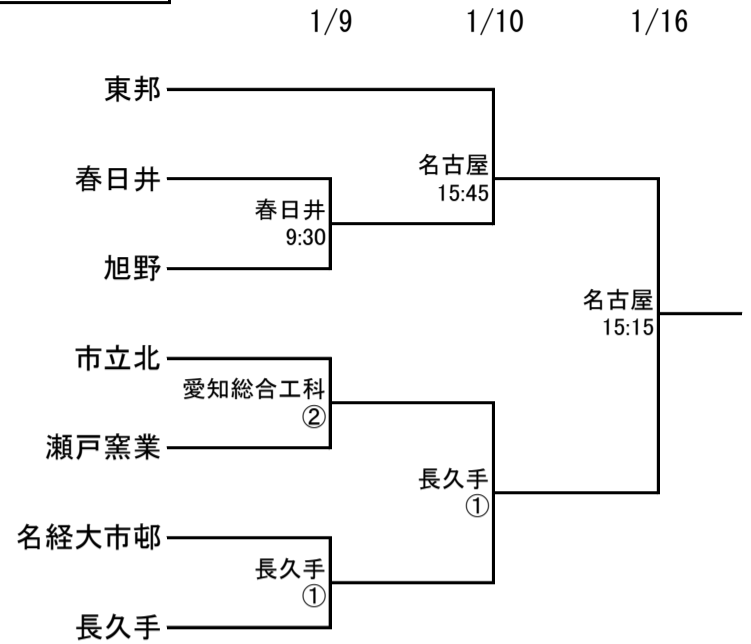 1/9 1/10 1/16
東邦
名古屋
15:45
春日井
春日井
9:30
旭野
名古屋
15:15
市立北
愛知総合工科
②
瀬戸窯業
長久手
①
名経大市邨
長久手
①
長久手